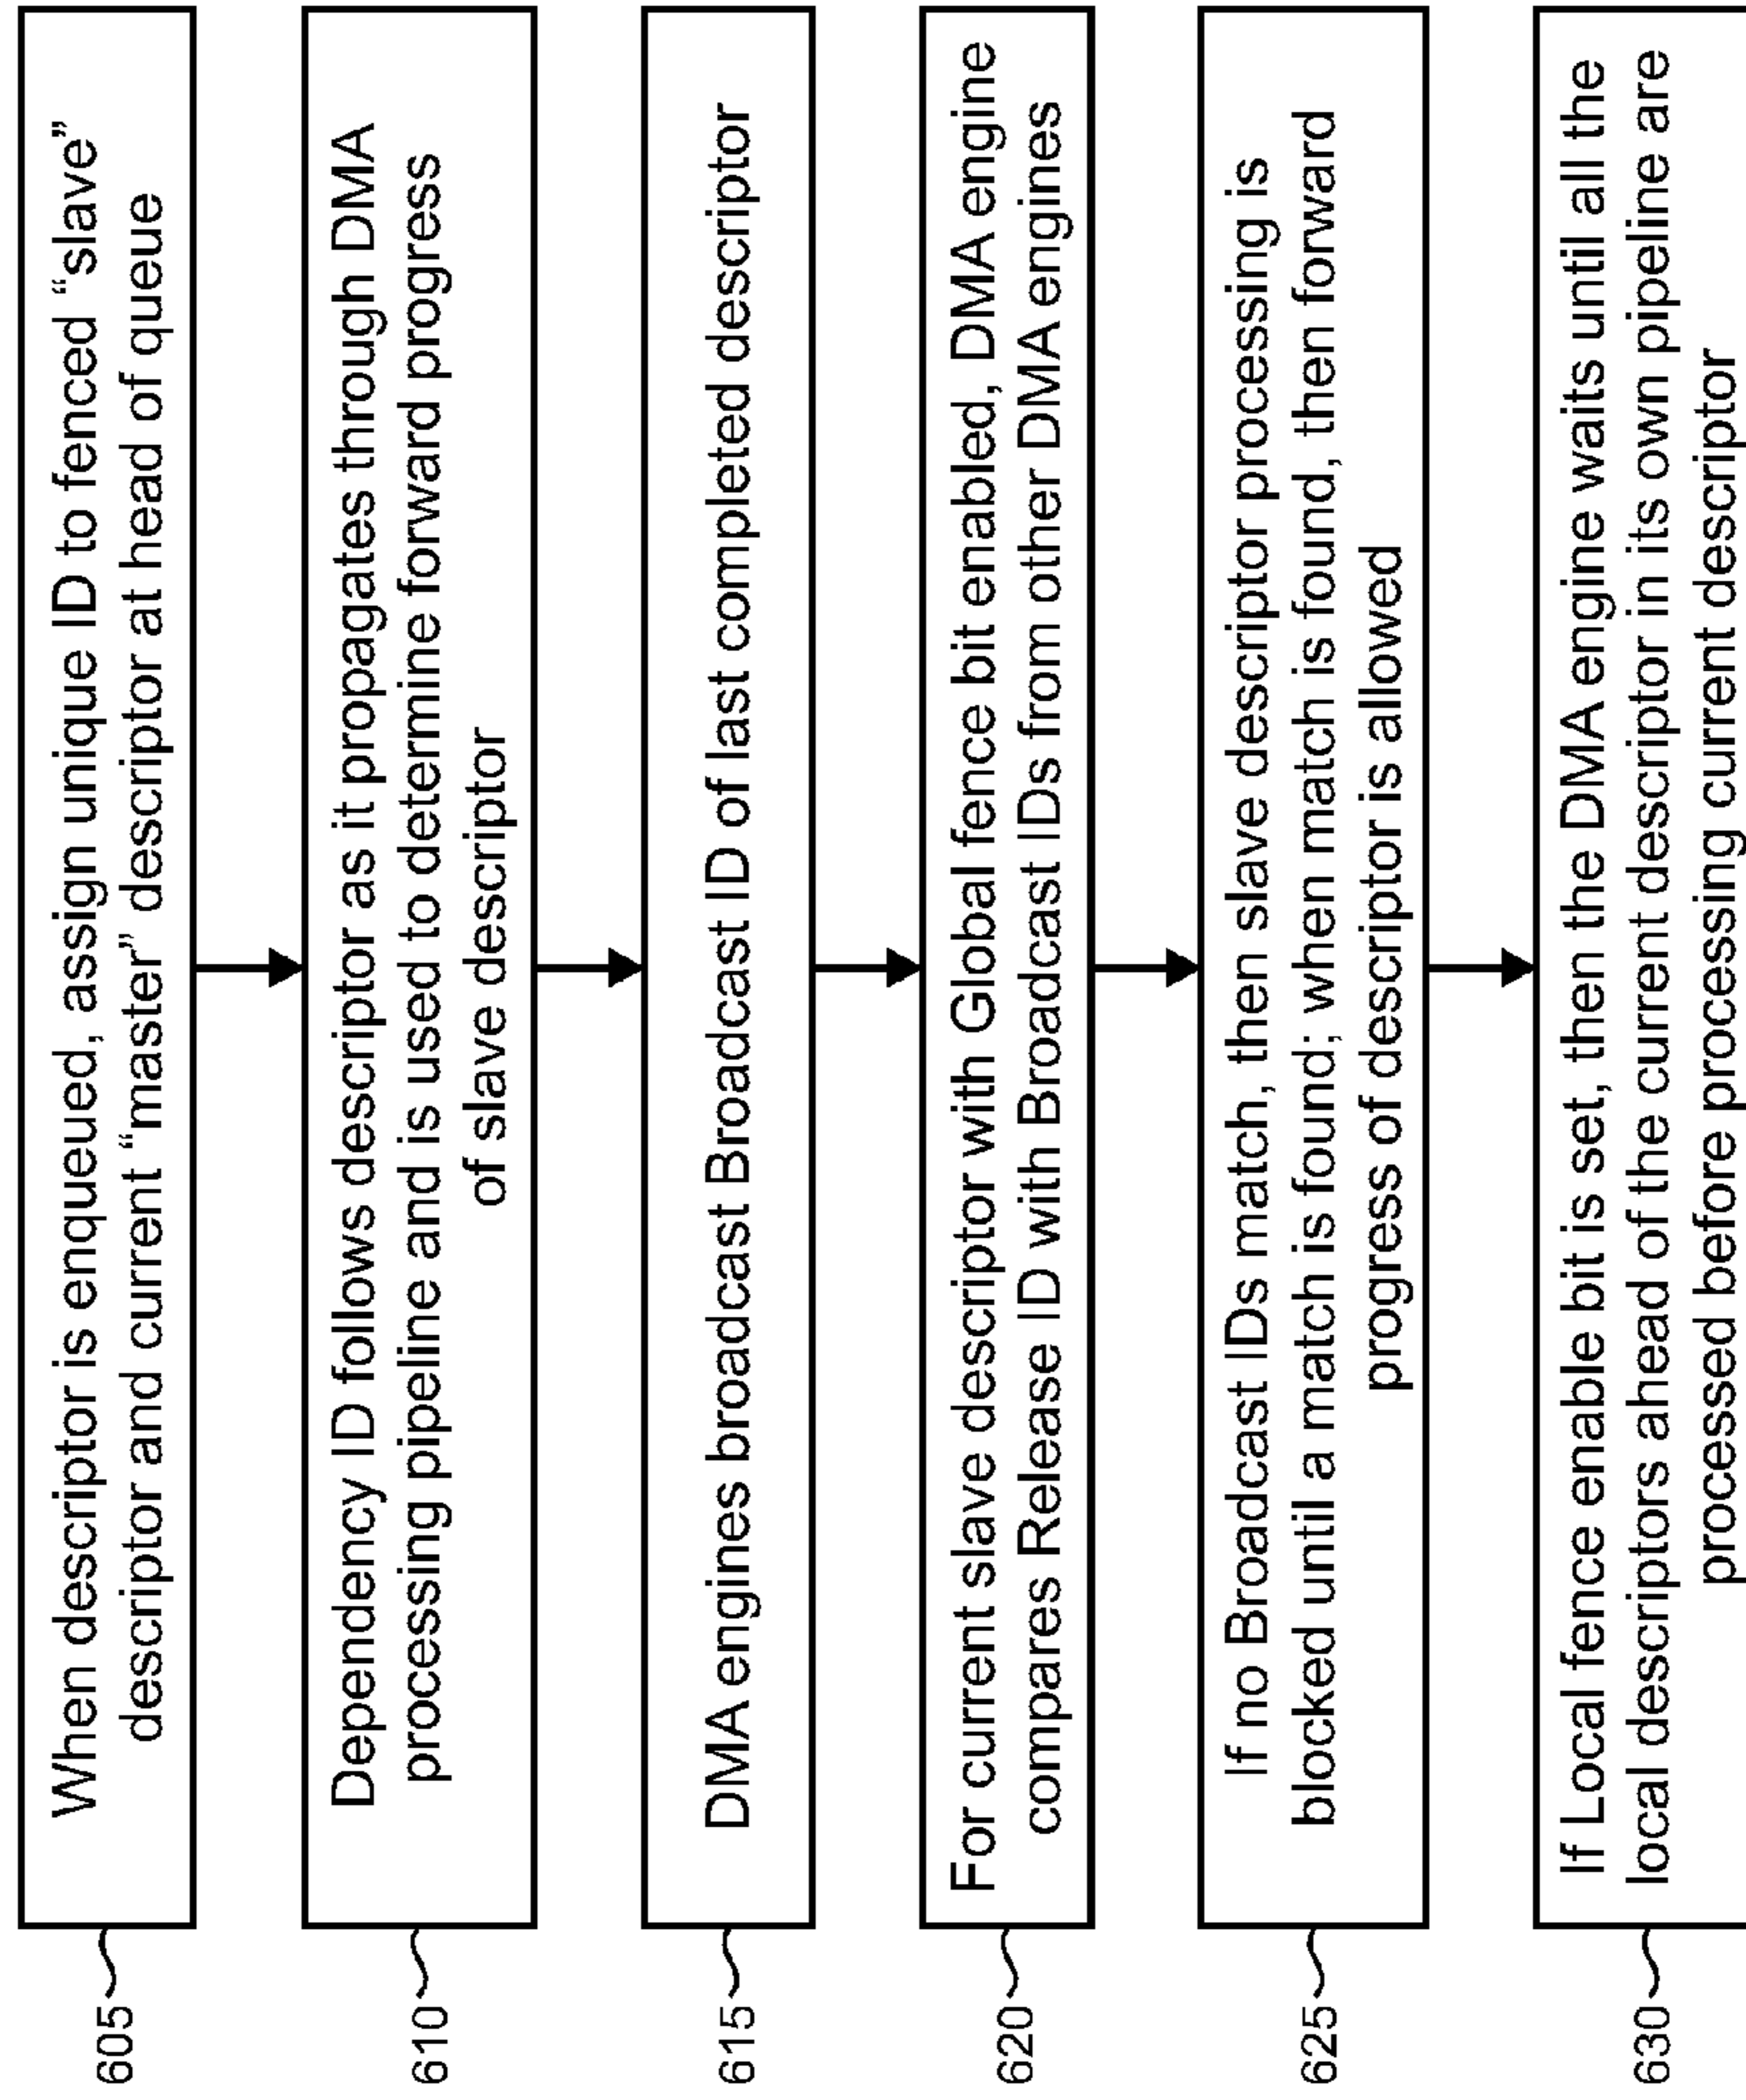 605
When descriptor is enqueued, assign unique ID to fenced “slave”
descriptor and current “master” descriptor at head of queue
610
Dependency ID follows descriptor as it propagates through DMA
processing pipeline and is used to determine forward progress
of slave descriptor
615
DMA engines broadcast Broadcast ID of last completed descriptor
620
For current slave descriptor with Global fence bit enabled, DMA engine
compares Release ID with Broadcast IDs from other DMA engines
625
If no Broadcast IDs match, then slave descriptor processing is
blocked until a match is found; when match is found, then forward
progress of descriptor is allowed
630
If Local fence enable bit is set, then the DMA engine waits until all the
local descriptors ahead of the current descriptor in its own pipeline are
processed before processing current descriptor